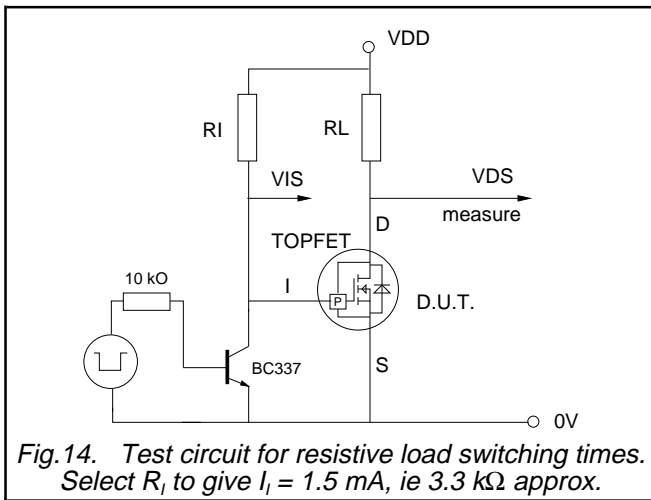 VDD
RI
RL
VIS
VDS
measure
D
TOPFET
I
P
D.U.T.
10 kO
BC337
S
0V
Fig.14. Test circuit for resistive load switching times.
Select RI to give II = 1.5 mA, ie 3.3 kΩ approx.